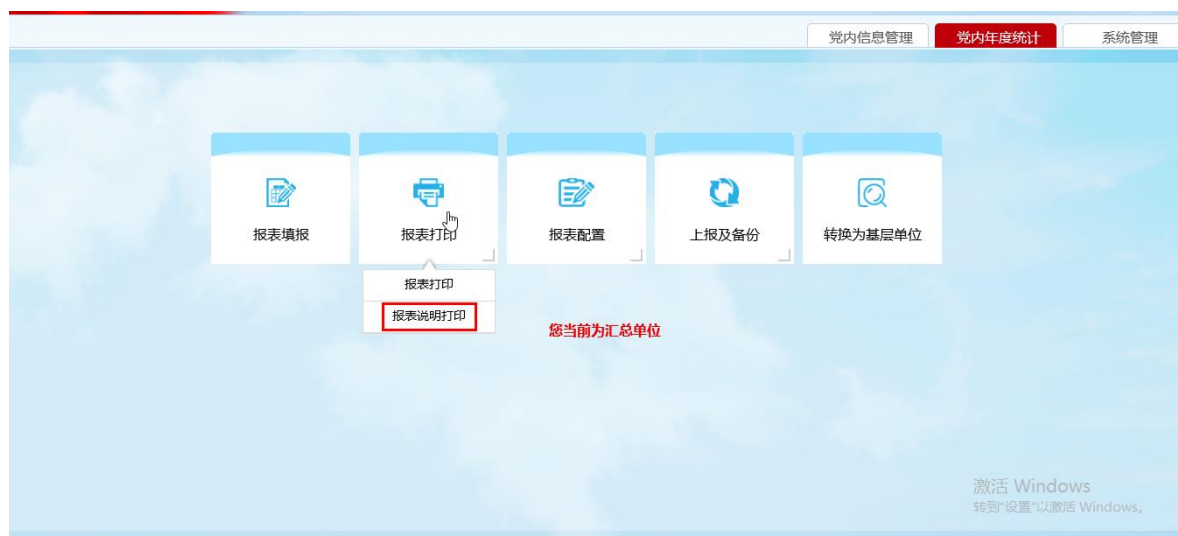 党内信息管理
党内年度统计
系统管理
报表填报
报表打印
报表配置
上报及备份
转换为基层单位
报表打印
报表说明打印
您当前为汇总单位
激活 Windows
转到"设置"以激活 Windows。